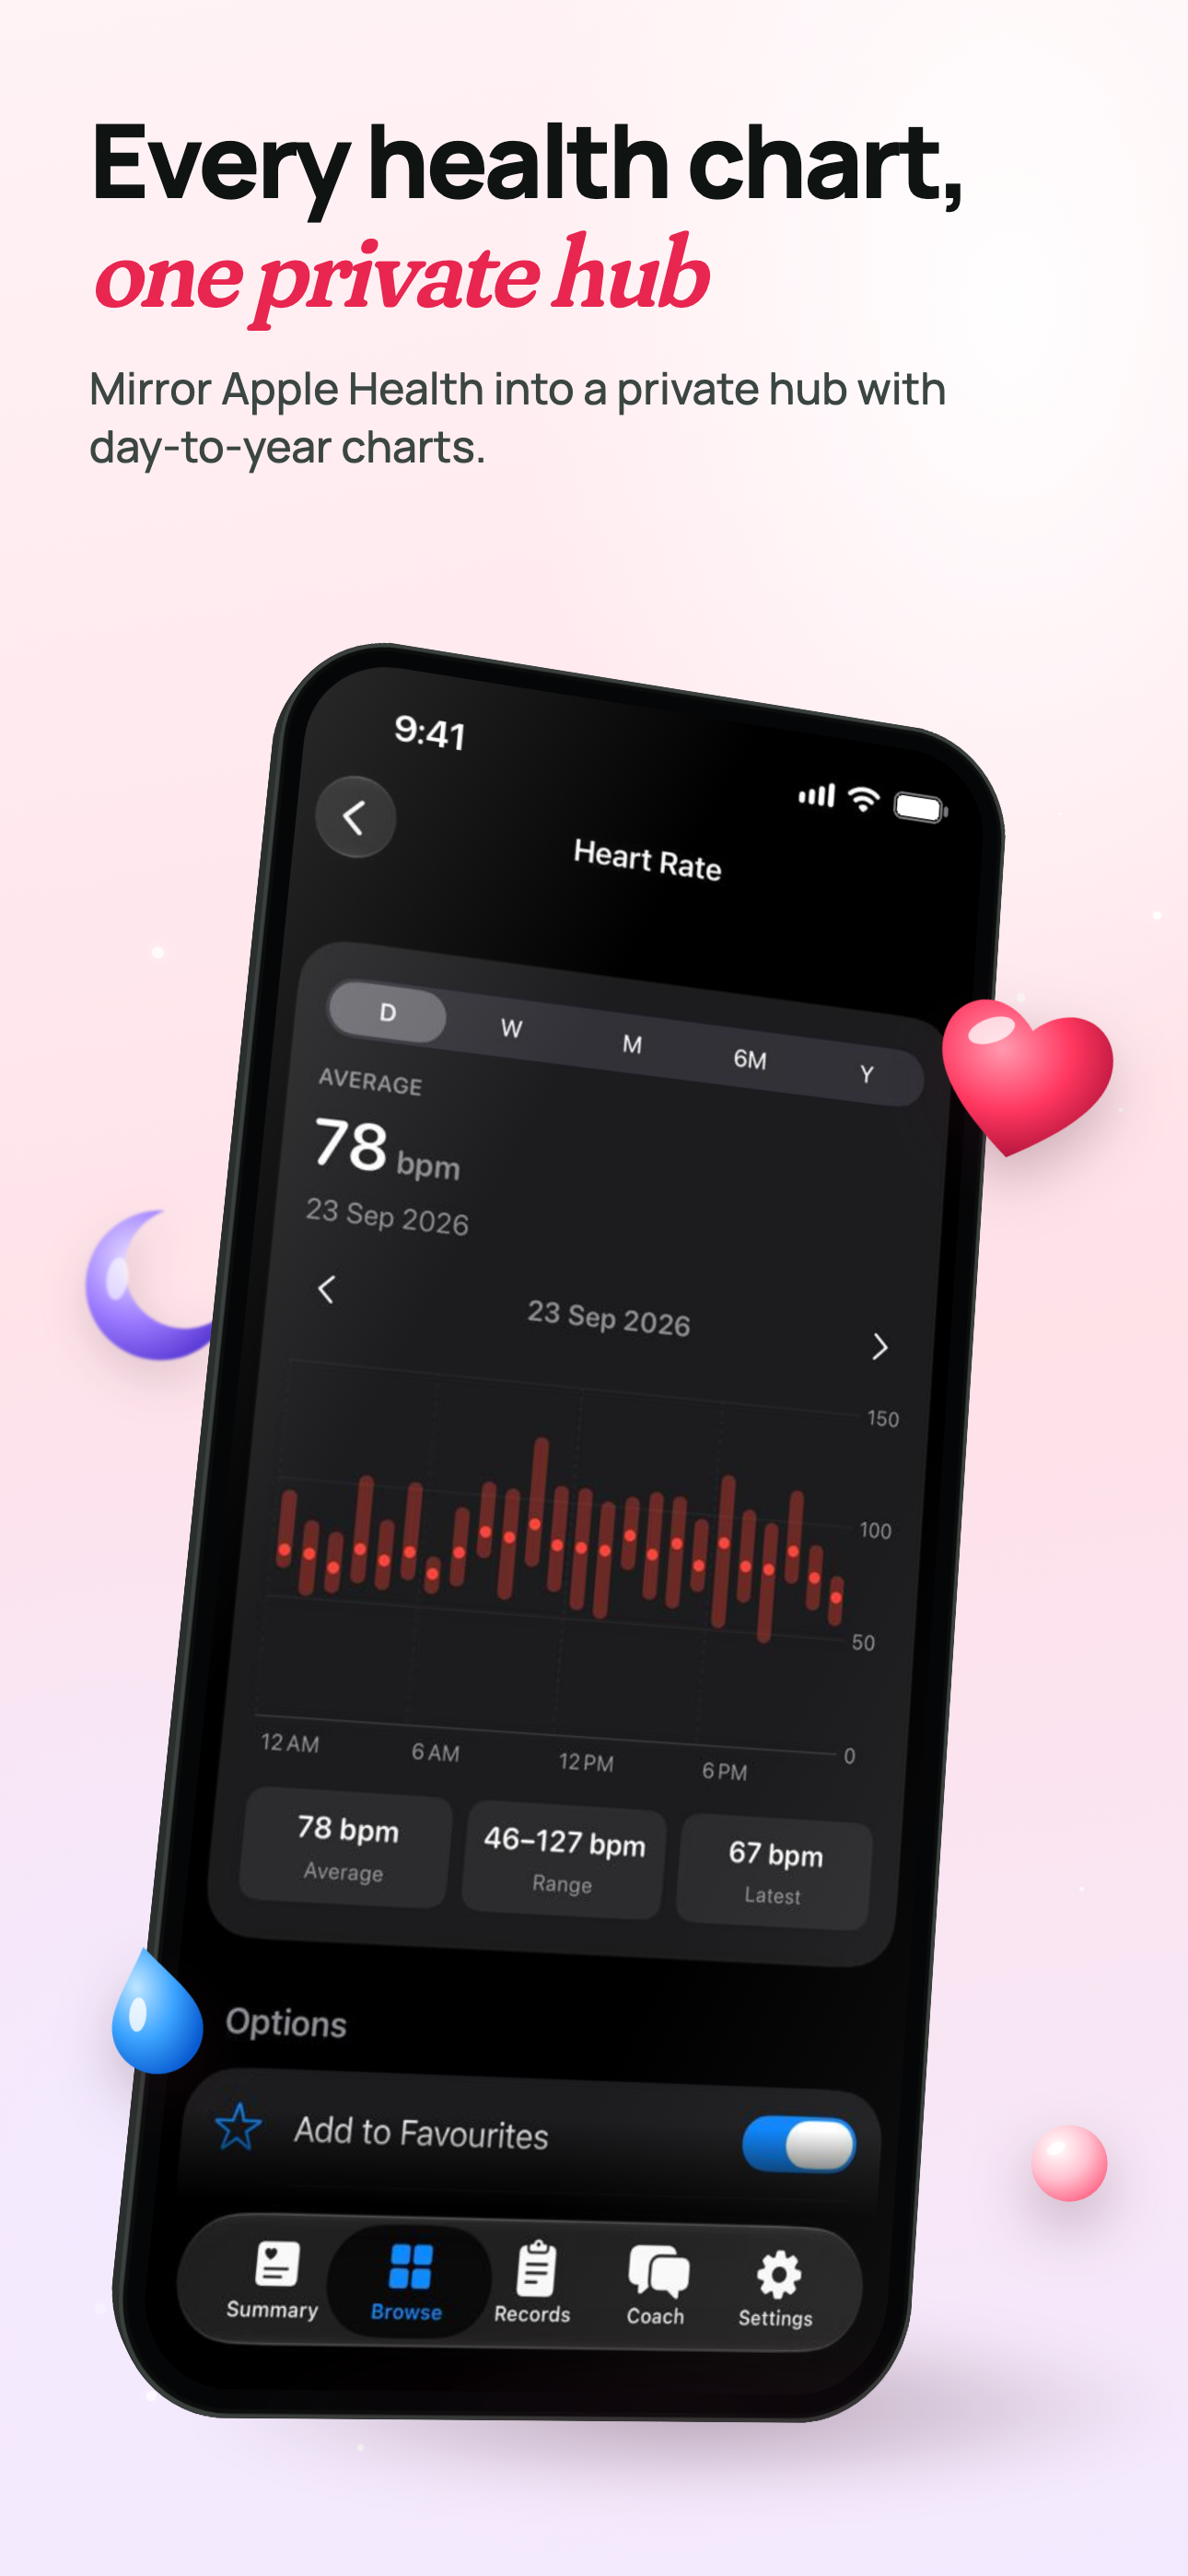 Every health chart,
one private hub
Mirror Apple Health into a private hub with
day-to-year charts.
9:41
Heart Rate
D W M 6M Y
AVERAGE
78 bpm
23 Sep 2026
23 Sep 2026
150
100
50
0
12 AM 6 AM 12 PM 6 PM
78 bpm 46–127 bpm 67 bpm
Average Range Latest
Options
Add to Favourites
Summary Browse Records Coach Settings